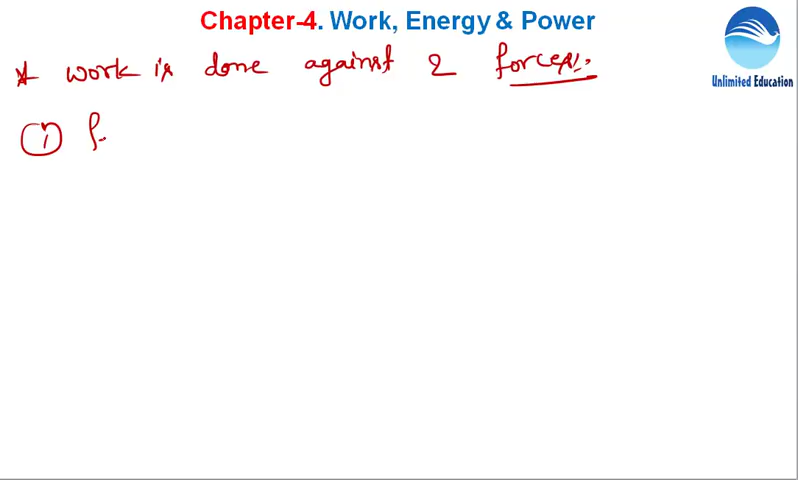 Chapter-4. Work, Energy & Power
* work is done against 2 forces:
Unlimited Education
(1) f